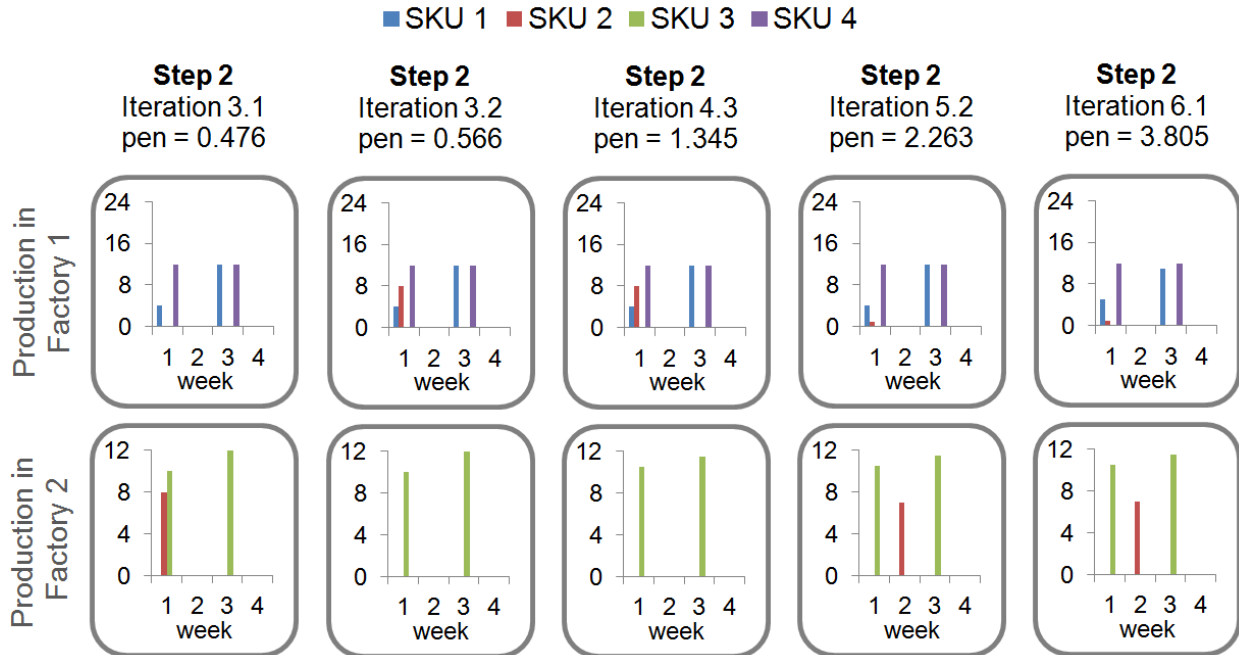 SKU 1 SKU 2 SKU 3 SKU 4
Step 2
Iteration 3.1
pen = 0.476
Step 2
Iteration 3.2
pen = 0.566
Step 2
Iteration 4.3
pen = 1.345
Step 2
Iteration 5.2
pen = 2.263
Step 2
Iteration 6.1
pen = 3.805
Production in
Factory 1
24
16
8
0
1 2 3 4
week
24
16
8
0
1 2 3 4
week
24
16
8
0
1 2 3 4
week
24
16
8
0
1 2 3 4
week
24
16
8
0
1 2 3 4
week
Production in
Factory 2
12
8
4
0
1 2 3 4
week
12
8
4
0
1 2 3 4
week
12
8
4
0
1 2 3 4
week
12
8
4
0
1 2 3 4
week
12
8
4
0
1 2 3 4
week